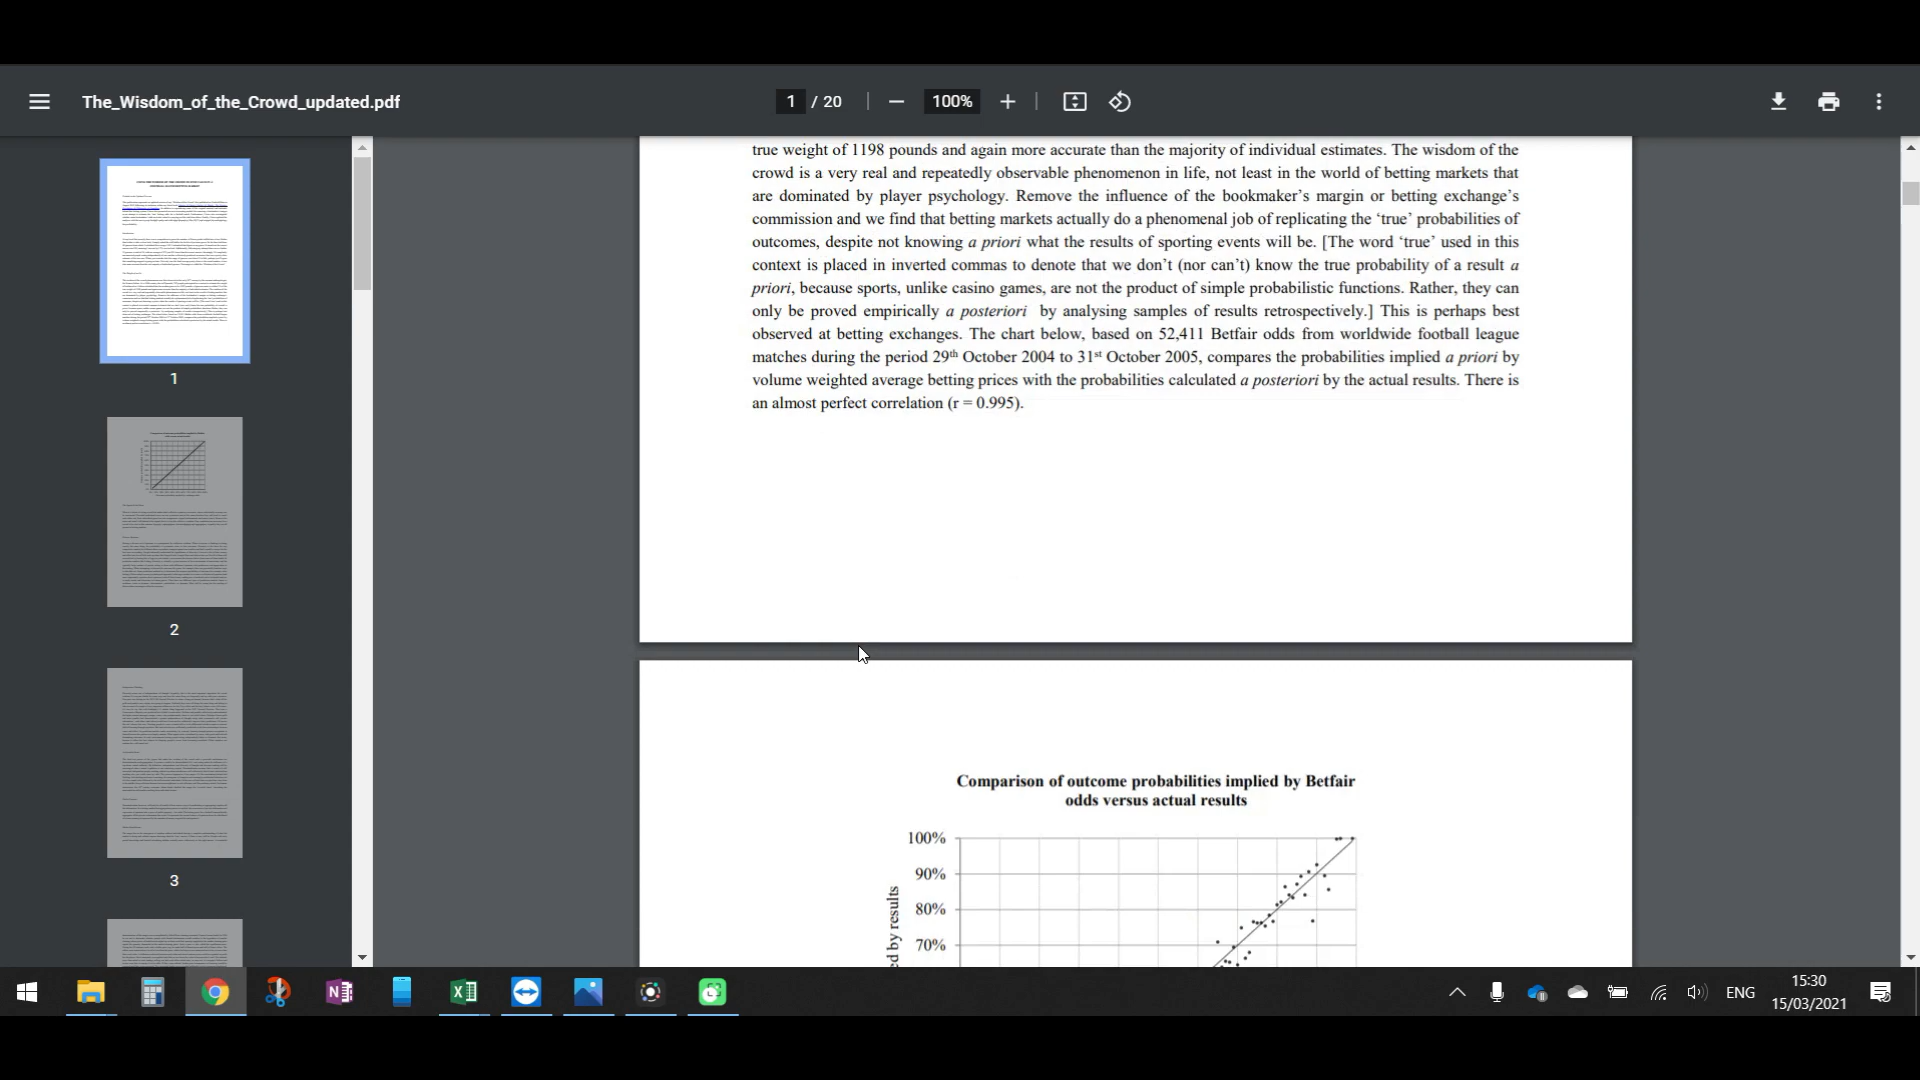 The_Wisdom_of_the_Crowd_updated.pdf
1 / 20
100%
1
2
3
true weight of 1198 pounds and again more accurate than the majority of individual estimates. The wisdom of the
crowd is a very real and repeatedly observable phenomenon in life, not least in the world of betting markets that
are dominated by player psychology. Remove the influence of the bookmaker’s margin or betting exchange’s
commission and we find that betting markets actually do a phenomenal job of replicating the ‘true’ probabilities of
outcomes, despite not knowing a priori what the results of sporting events will be. [The word ‘true’ used in this
context is placed in inverted commas to denote that we don’t (nor can’t) know the true probability of a result a
priori, because sports, unlike casino games, are not the product of simple probabilistic functions. Rather, they can
only be proved empirically a posteriori by analysing samples of results retrospectively.] This is perhaps best
observed at betting exchanges. The chart below, based on 52,411 Betfair odds from worldwide football league
matches during the period 29th October 2004 to 31st October 2005, compares the probabilities implied a priori by
volume weighted average betting prices with the probabilities calculated a posteriori by the actual results. There is
an almost perfect correlation (r = 0.995).
Comparison of outcome probabilities implied by Betfair
odds versus actual results
100%
90%
80%
70%
by results
ENG
15:30
15/03/2021